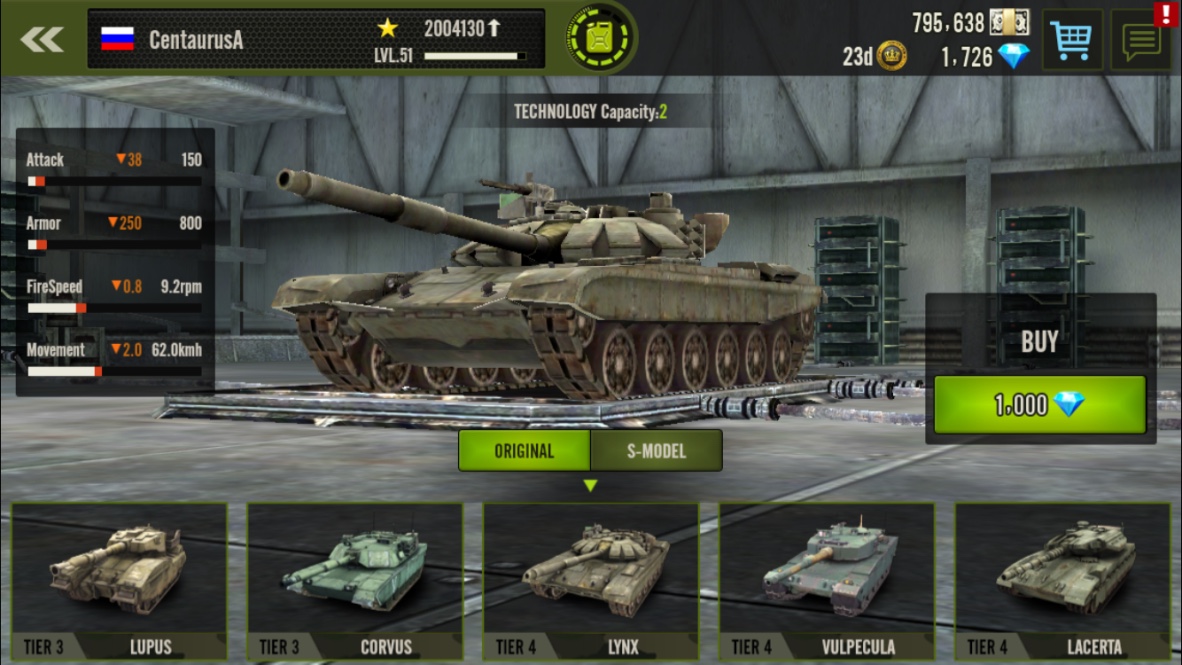 CentaurusA
2004130
LVL.51
795,638
23d
1,726
!
TECHNOLOGY Capacity:2
Attack ▼38 150
Armor ▼250 800
FireSpeed ▼0.8 9.2rpm
Movement ▼2.0 62.0kmh
BUY
1,000
ORIGINAL S-MODEL
TIER 3 LUPUS
TIER 3 CORVUS
TIER 4 LYNX
TIER 4 VULPECULA
TIER 4 LACERTA